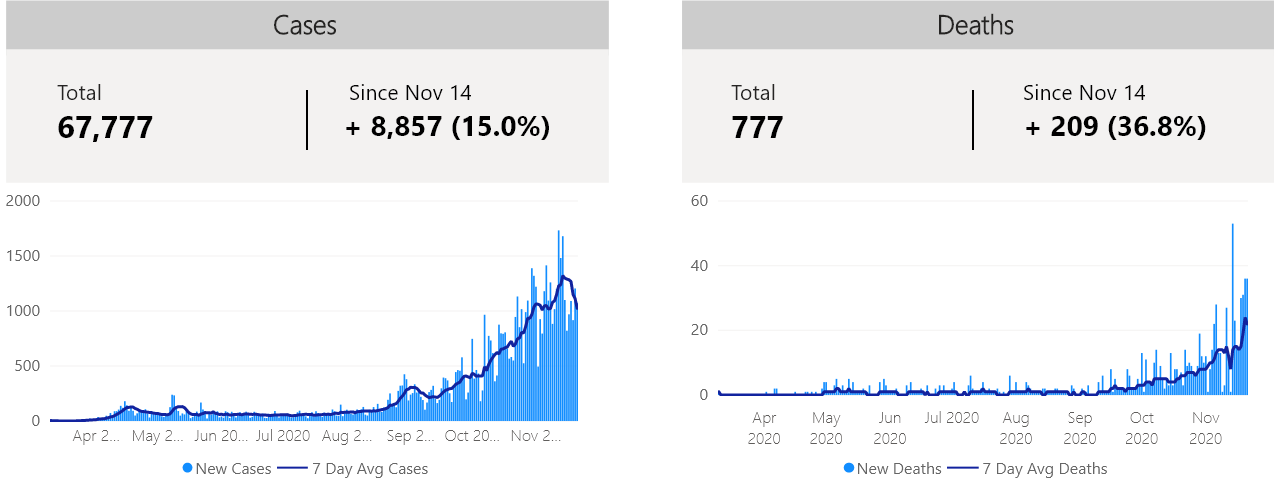 Cases
Total
67,777
Since Nov 14
+ 8,857 (15.0%)
2000
1500
1000
500
0
Apr 2... May 2... Jun 20... Jul 2020 Aug 2... Sep 2... Oct 20... Nov 2...
New Cases 7 Day Avg Cases
Deaths
Total
777
Since Nov 14
+ 209 (36.8%)
60
40
20
0
Apr 2020
May 2020
Jun 2020
Jul 2020
Aug 2020
Sep 2020
Oct 2020
Nov 2020
New Deaths 7 Day Avg Deaths